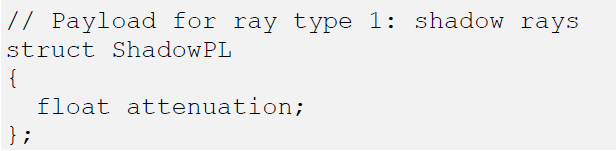 // Payload for ray type 1: shadow rays
struct ShadowPL
{
  float attenuation;
};